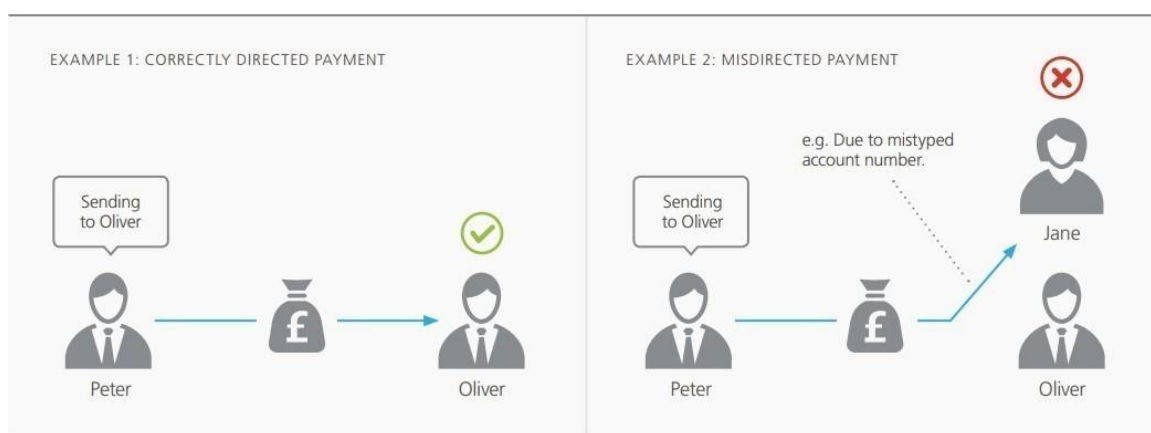 EXAMPLE 1: CORRECTLY DIRECTED PAYMENT
Sending
to Oliver
£
Peter
Oliver
EXAMPLE 2: MISDIRECTED PAYMENT
e.g. Due to mistyped
account number.
Sending
to Oliver
£
Jane
Peter
Oliver